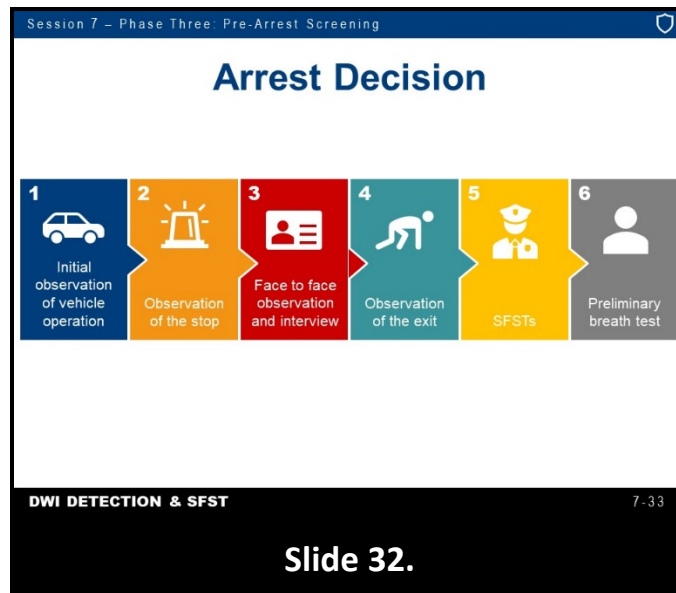 Session 7 – Phase Three: Pre-Arrest Screening
Arrest Decision
1
Initial
observation
of vehicle
operation
2
Observation
of the stop
3
Face to face
observation
and interview
4
Observation
of the exit
5
SFSTs
6
Preliminary
breath test
DWI DETECTION & SFST
7-33
Slide 32.